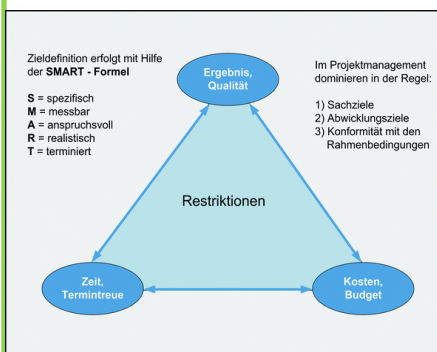 Zieldefinition erfolgt mit Hilfe
der SMART - Formel
S = spezifisch
M = messbar
A = anspruchsvoll
R = realistisch
T = terminiert
Ergebnis,
Qualität
Im Projektmanagement
dominieren in der Regel:
1) Sachziele
2) Abwicklungsziele
3) Konformität mit den
Rahmenbedingungen
Restriktionen
Zeit,
Termintreue
Kosten,
Budget